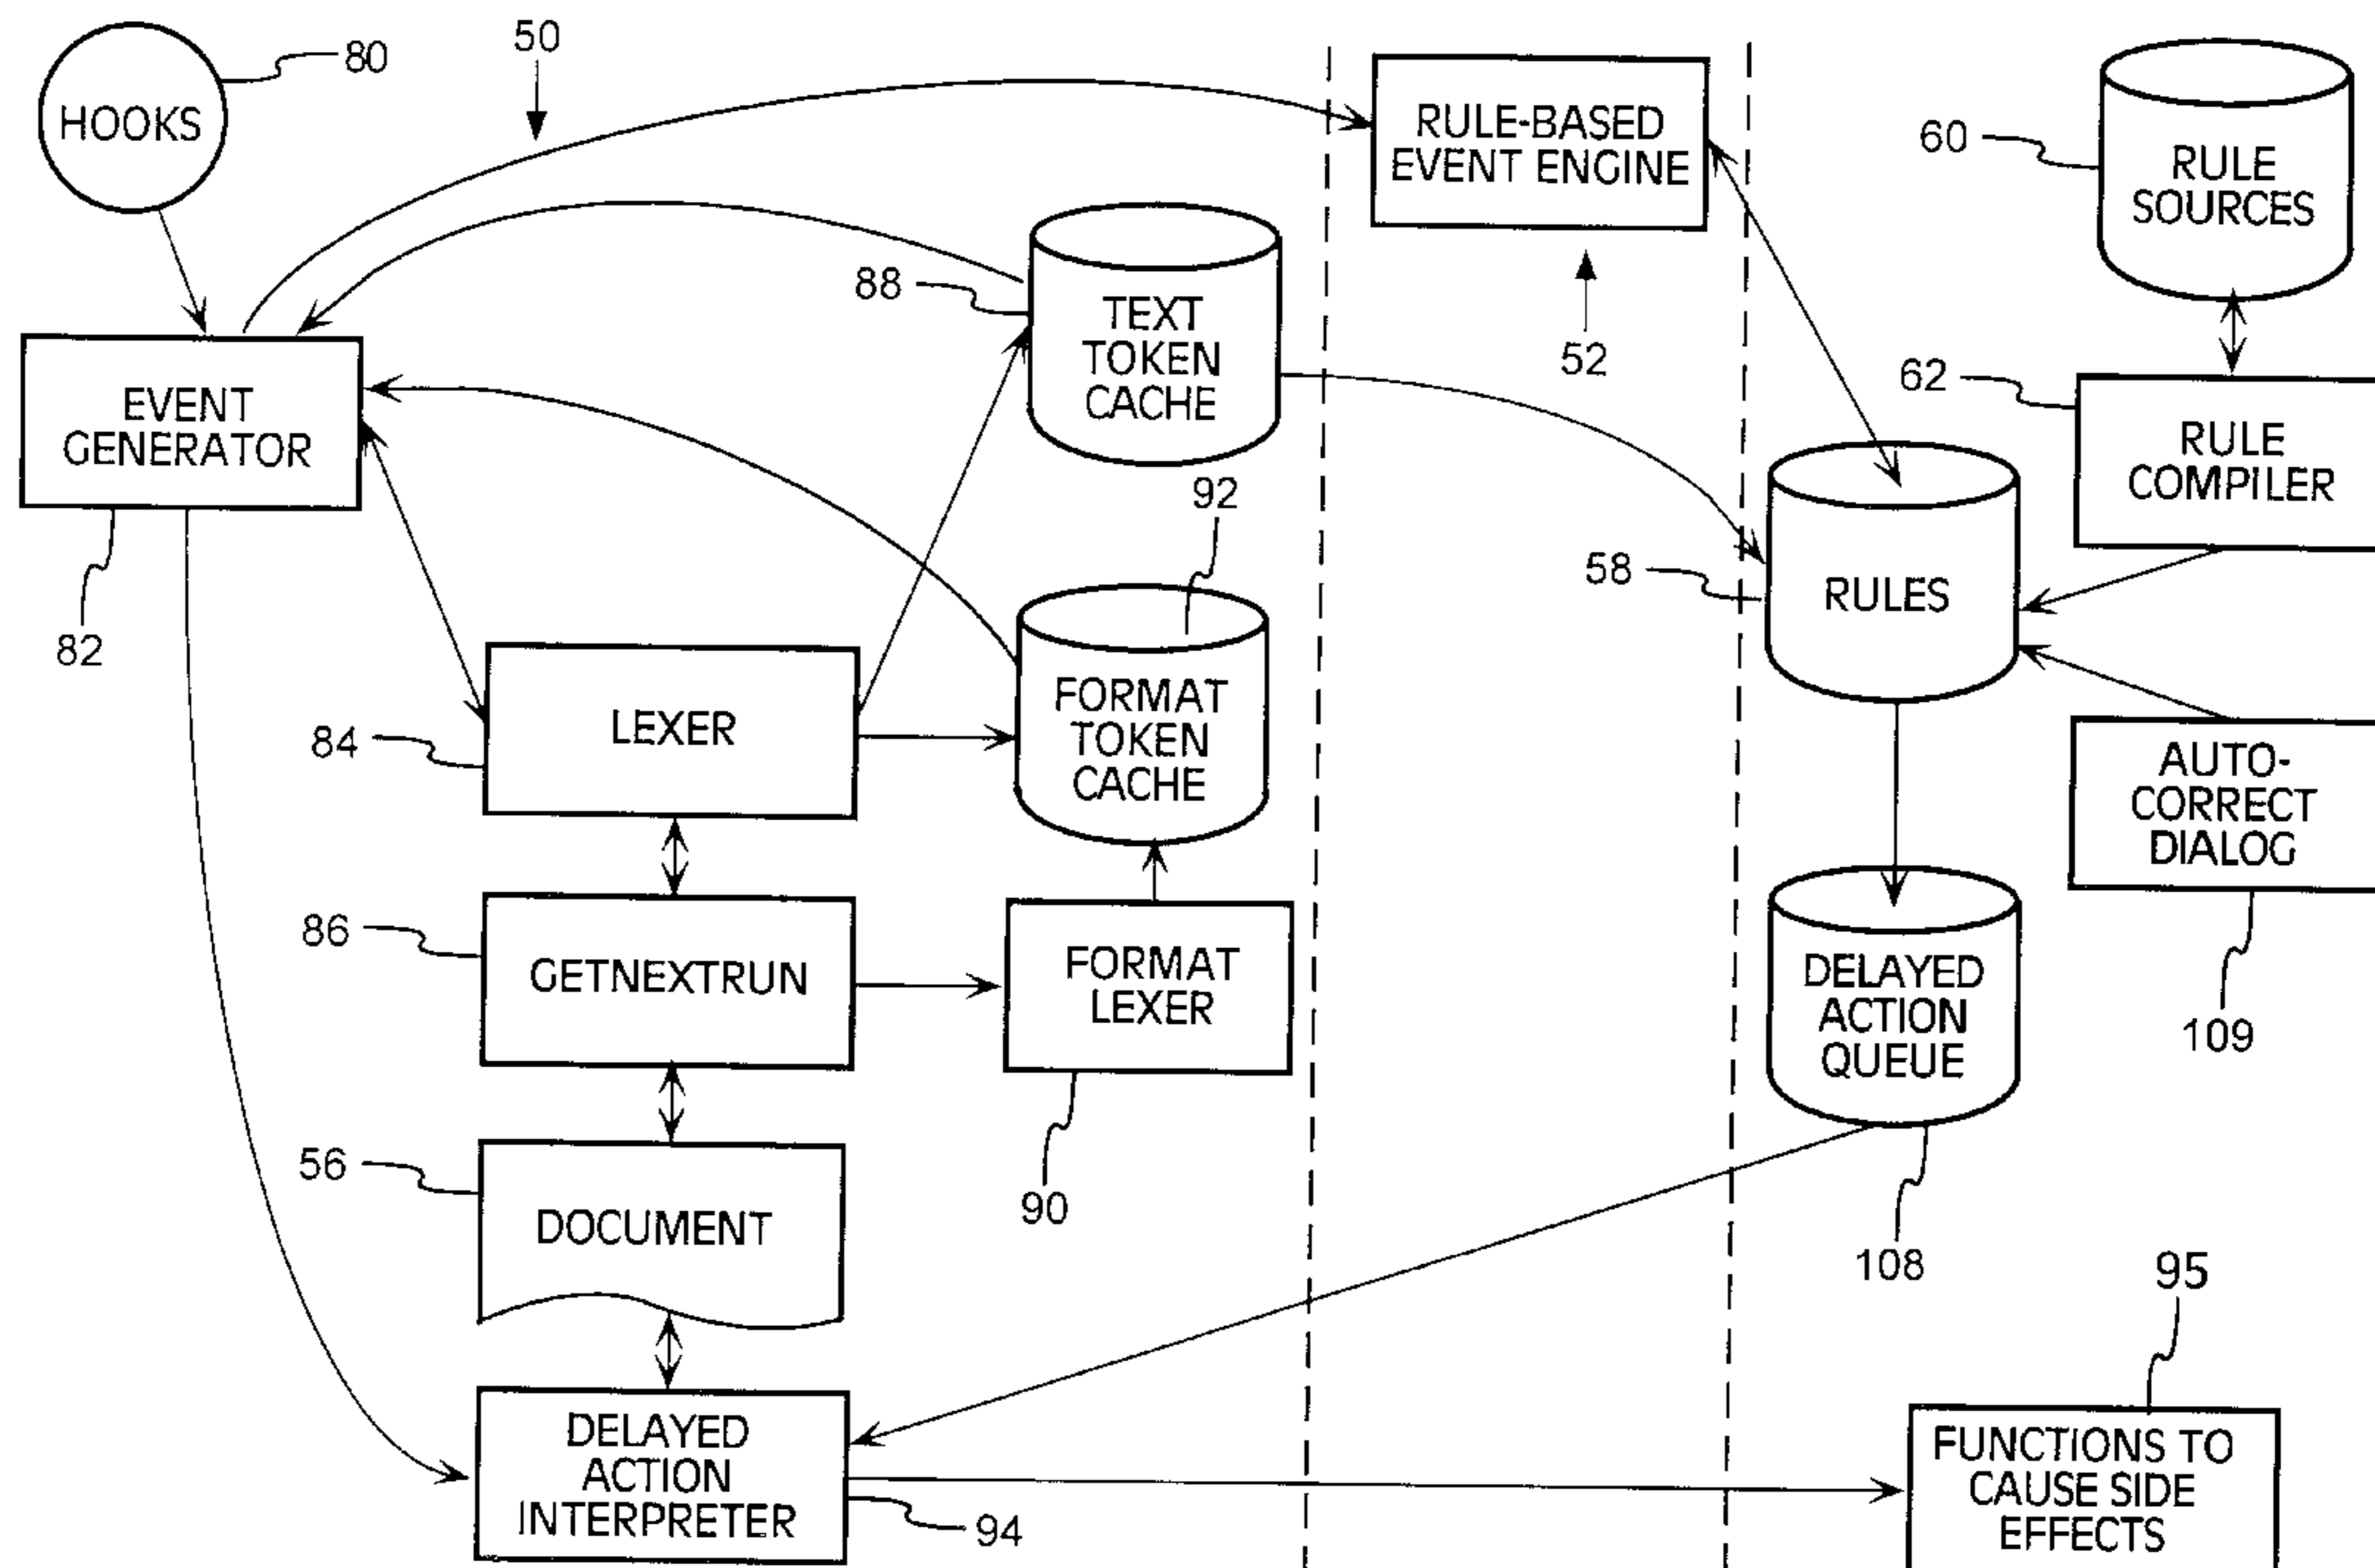 HOOKS
80
50
RULE-BASED
EVENT ENGINE
52
60
RULE
SOURCES
88
TEXT
TOKEN
CACHE
EVENT
GENERATOR
82
62
RULE
COMPILER
92
58
RULES
LEXER
84
FORMAT
TOKEN
CACHE
AUTO-
CORRECT
DIALOG
109
86
GETNEXTRUN
FORMAT
LEXER
90
DELAYED
ACTION
QUEUE
108
56
DOCUMENT
95
DELAYED
ACTION
INTERPRETER
94
FUNCTIONS TO
CAUSE SIDE
EFFECTS